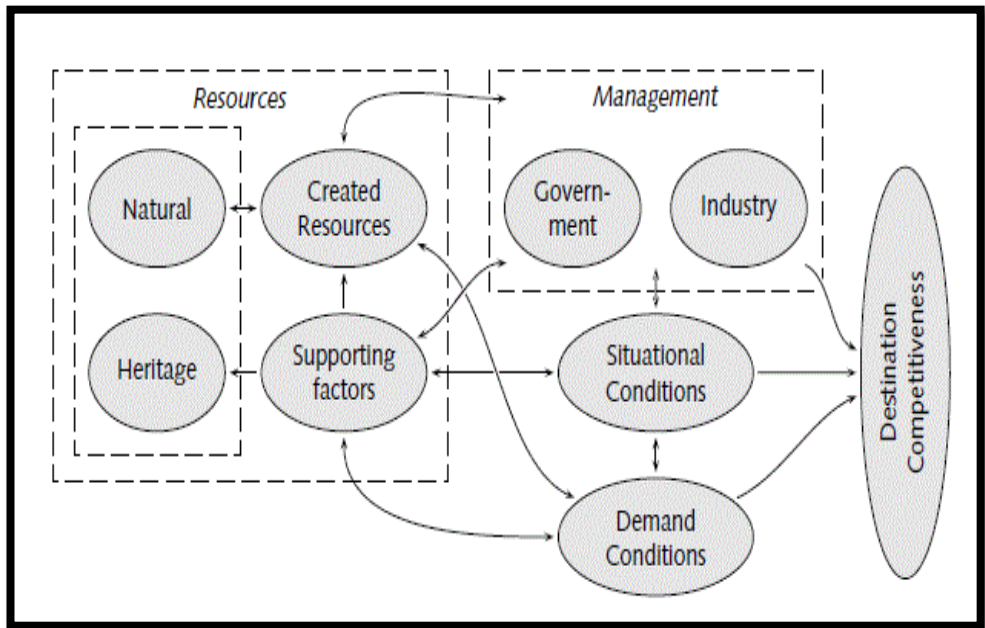 Resources
Management
Natural
Created
Resources
Govern-
ment
Industry
Heritage
Supporting
factors
Situational
Conditions
Demand
Conditions
Destination
Competitiveness